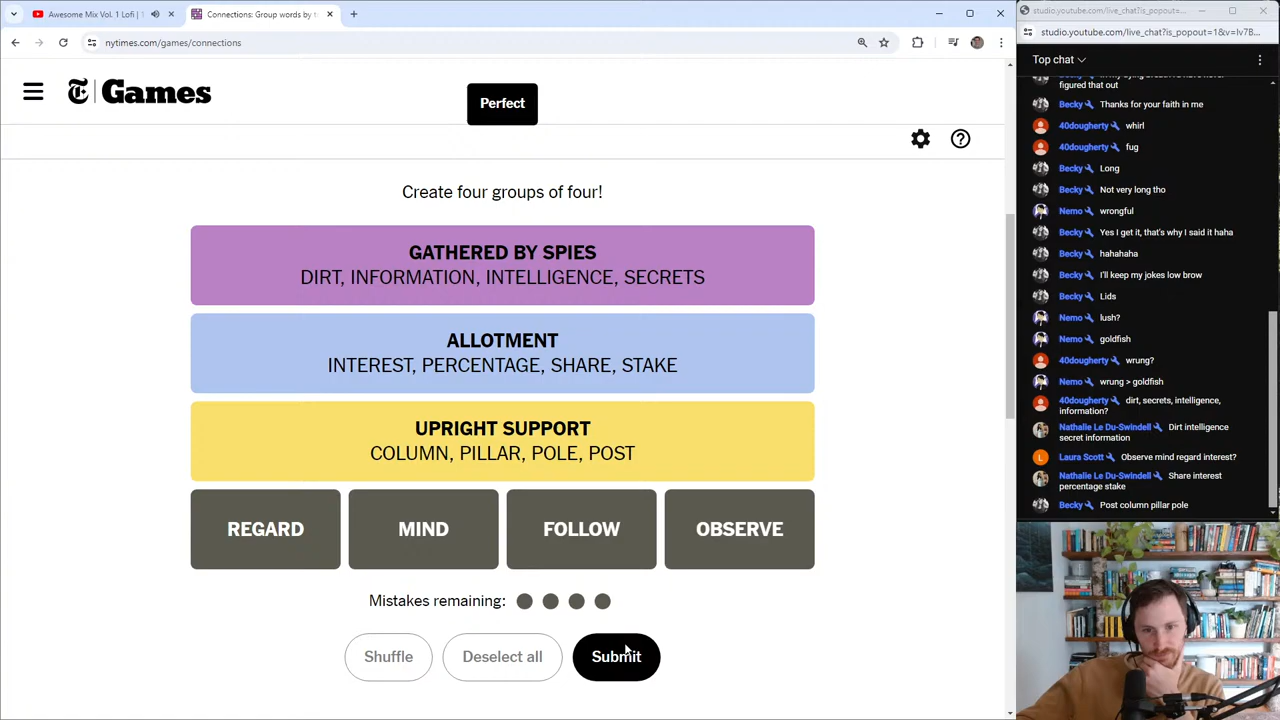 Awesome Mix Vol. 1 Lofi | 1
Connections: Group words by t
nytimes.com/games/connections
Games
Perfect
Create four groups of four!
GATHERED BY SPIES
DIRT, INFORMATION, INTELLIGENCE, SECRETS
ALLOTMENT
INTEREST, PERCENTAGE, SHARE, STAKE
UPRIGHT SUPPORT
COLUMN, PILLAR, POLE, POST
REGARD
MIND
FOLLOW
OBSERVE
Mistakes remaining:
Shuffle
Deselect all
Submit
studio.youtube.com/live_chat?is_popout=...
studio.youtube.com/live_chat?is_popout=1&v=Iv7B...
Top chat
figured that out
Becky Thanks for your faith in me
40dougherty whirl
40dougherty fug
Becky Long
Becky Not very long tho
Nemo wrongful
Becky Yes I get it, that's why I said it haha
Becky hahahaha
Becky I'll keep my jokes low brow
Becky Lids
Nemo lush?
Nemo goldfish
40dougherty wrung?
Nemo wrung > goldfish
40dougherty dirt, secrets, intelligence,
information?
Nathalie Le Du-Swindell Dirt intelligence
secret information
L
Laura Scott Observe mind regard interest?
Nathalie Le Du-Swindell Share interest
percentage stake
Becky Post column pillar pole